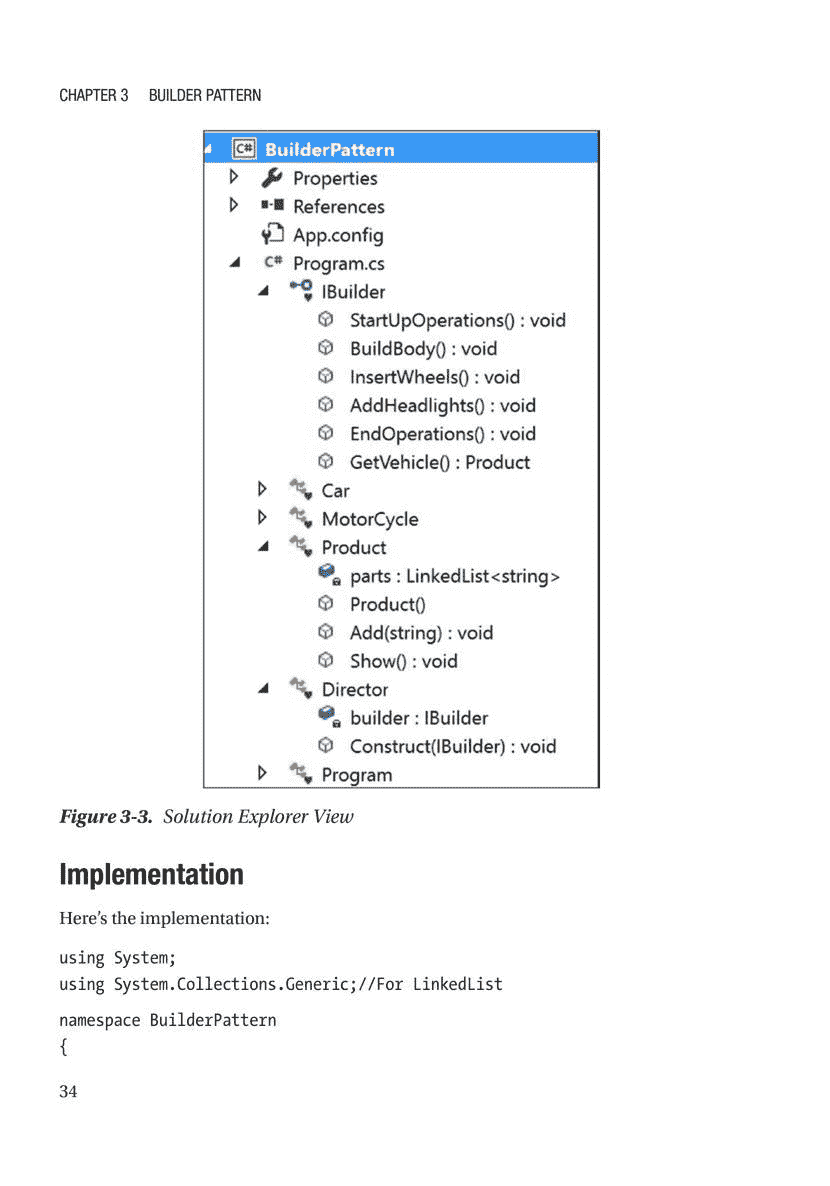 CHAPTER 3 BUILDER PATTERN
C# BuilderPattern
Properties
References
App.config
C# Program.cs
IBuilder
StartUpOperations() : void
BuildBody() : void
InsertWheels() : void
AddHeadlights() : void
EndOperations() : void
GetVehicle() : Product
Car
MotorCycle
Product
parts : LinkedList<string>
Product()
Add(string) : void
Show() : void
Director
builder : IBuilder
Construct(IBuilder) : void
Program
Figure 3-3. Solution Explorer View
Implementation
Here’s the implementation:
using System;
using System.Collections.Generic;//For LinkedList
namespace BuilderPattern
{
34